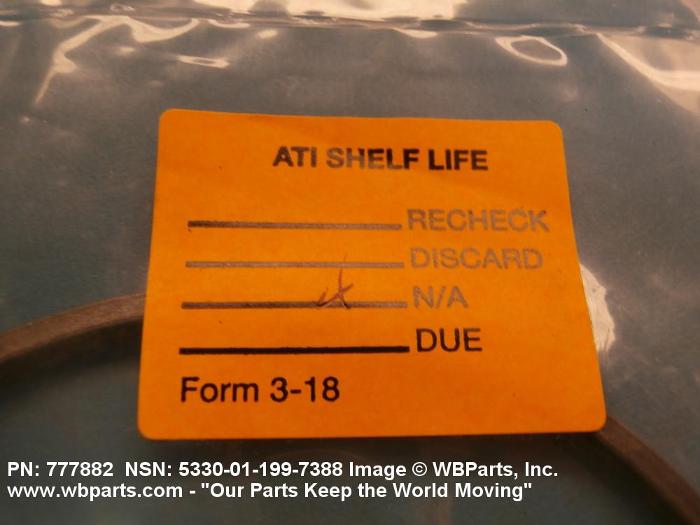 ATI SHELF LIFE
RECHECK
DISCARD
x N/A
DUE
Form 3-18
PN: 777882 NSN: 5330-01-199-7388 Image © WBParts, Inc.
www.wbparts.com - "Our Parts Keep the World Moving"